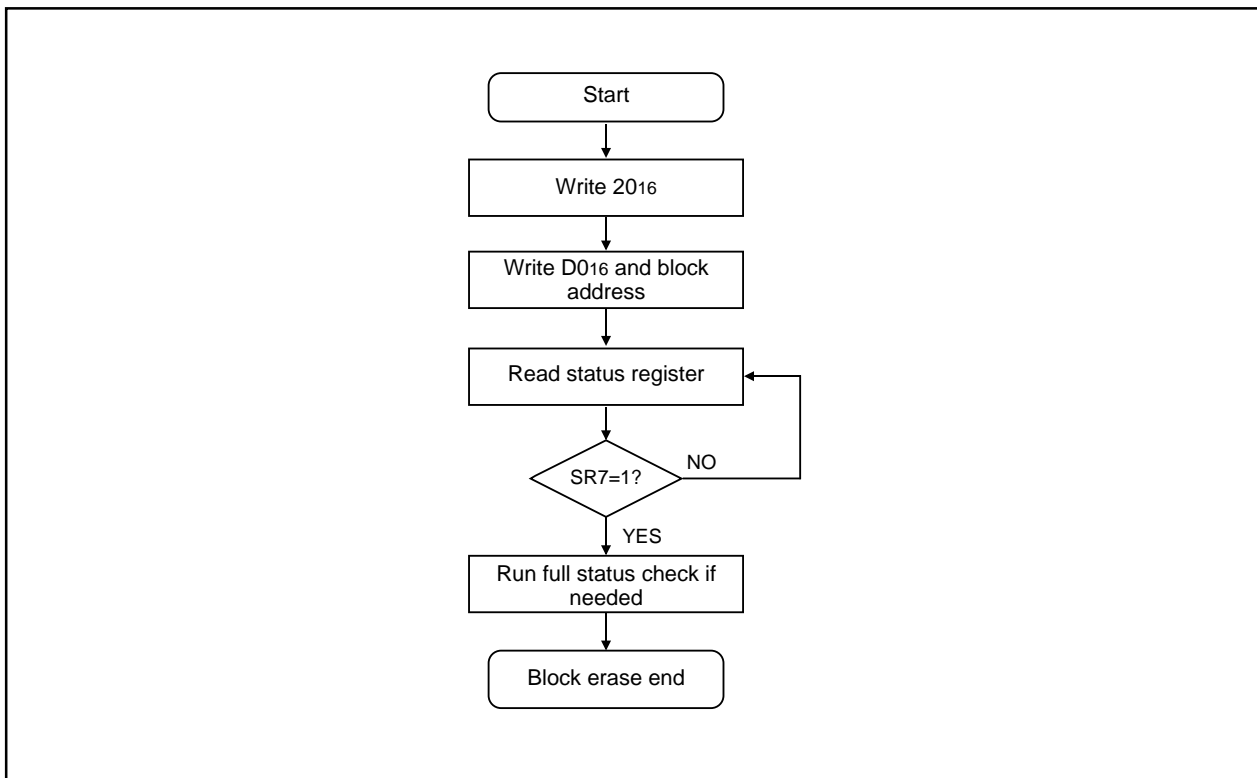 Start
Write 2016
Write D016 and block
address
Read status register
SR7=1?
NO
YES
Run full status check if
needed
Block erase end